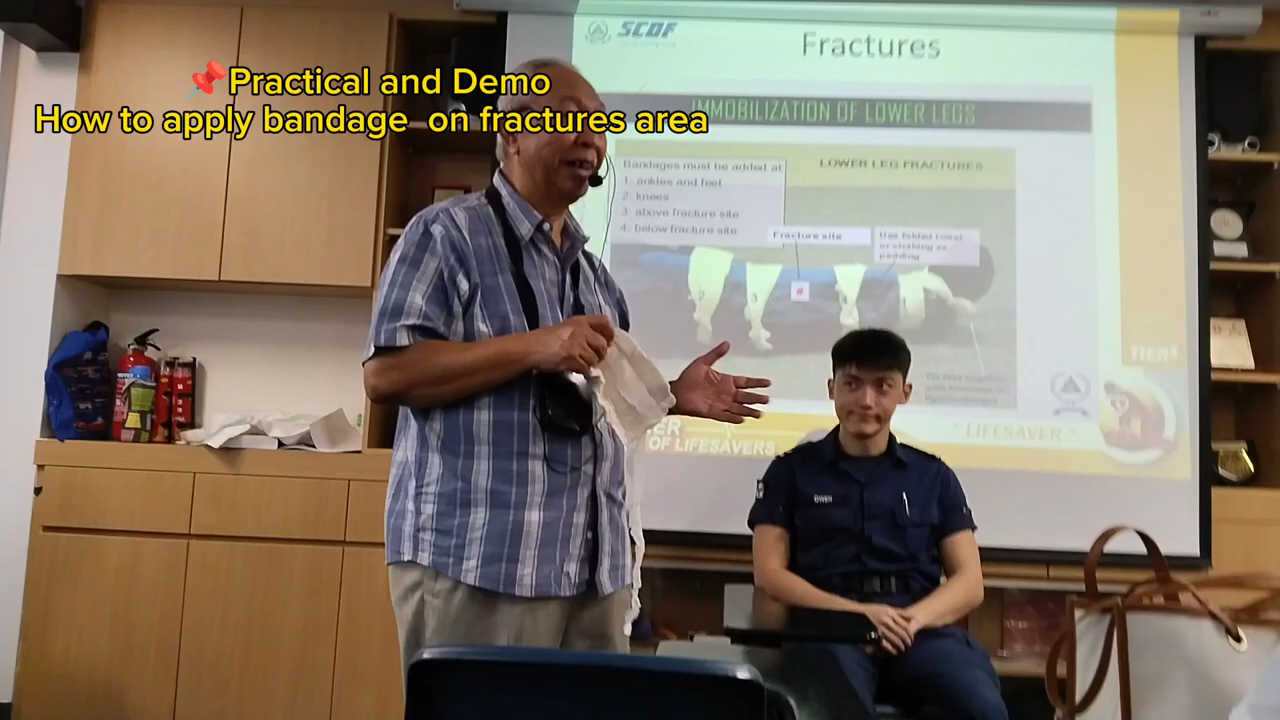 📌Practical and Demo
How to apply bandage on fractures area
SCDF
Fractures
IMMOBILIZATION OF LOWER LEGS
Bandages must be added at
1: ankles and feet
2: knees
3: above fracture site
4: below fracture site
LOWER LEG FRACTURES
Fracture site
Use folded towel
or clothing as
padding
TIER
OF LIFESAVERS
" LIFESAVER "
OWEN